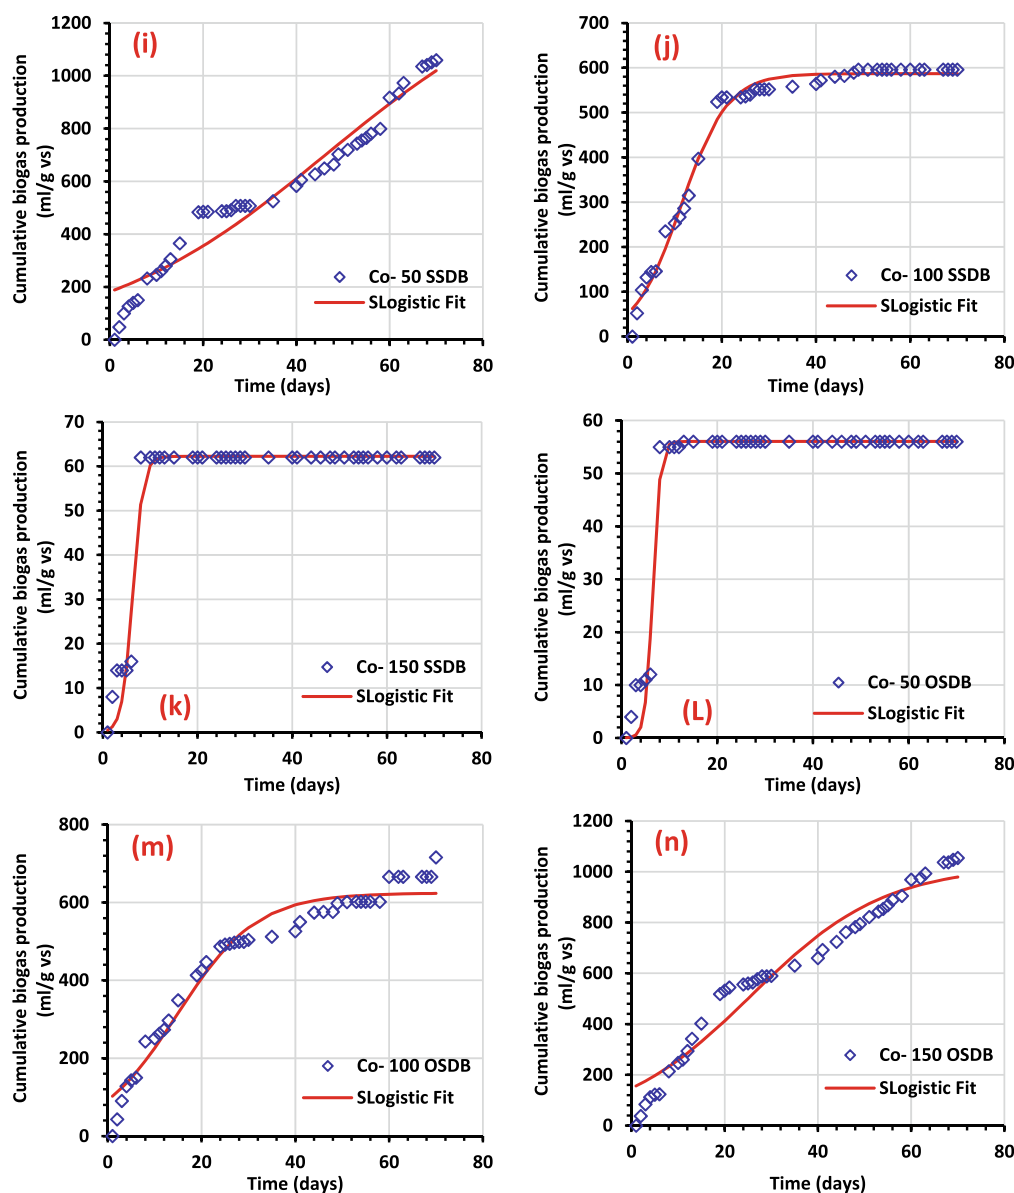 (i)
Cumulative biogas production
(ml/g vs)
1200
1000
800
600
400
200
0
Co- 50 SSDB
SLogistic Fit
0 20 40 60 80
Time (days)
(j)
Cumulative biogas production
(ml/g vs)
700
600
500
400
300
200
100
0
Co- 100 SSDB
SLogistic Fit
0 20 40 60 80
Time (days)
Cumulative biogas production
(ml/g vs)
70
60
50
40
30
20
10
0
Co- 150 SSDB
SLogistic Fit
(k)
0 20 40 60 80
Time (days)
Cumulative biogas production
(ml/g vs)
60
50
40
30
20
10
0
Co- 50 OSDB
SLogistic Fit
(L)
0 20 40 60 80
Time (days)
(m)
Cumulative biogas production
(ml/g vs)
800
600
400
200
0
Co- 100 OSDB
SLogistic Fit
0 20 40 60 80
Time (days)
(n)
Cumulative biogas production
(ml/g vs)
1200
1000
800
600
400
200
0
Co- 150 OSDB
SLogistic Fit
0 20 40 60 80
Time (days)